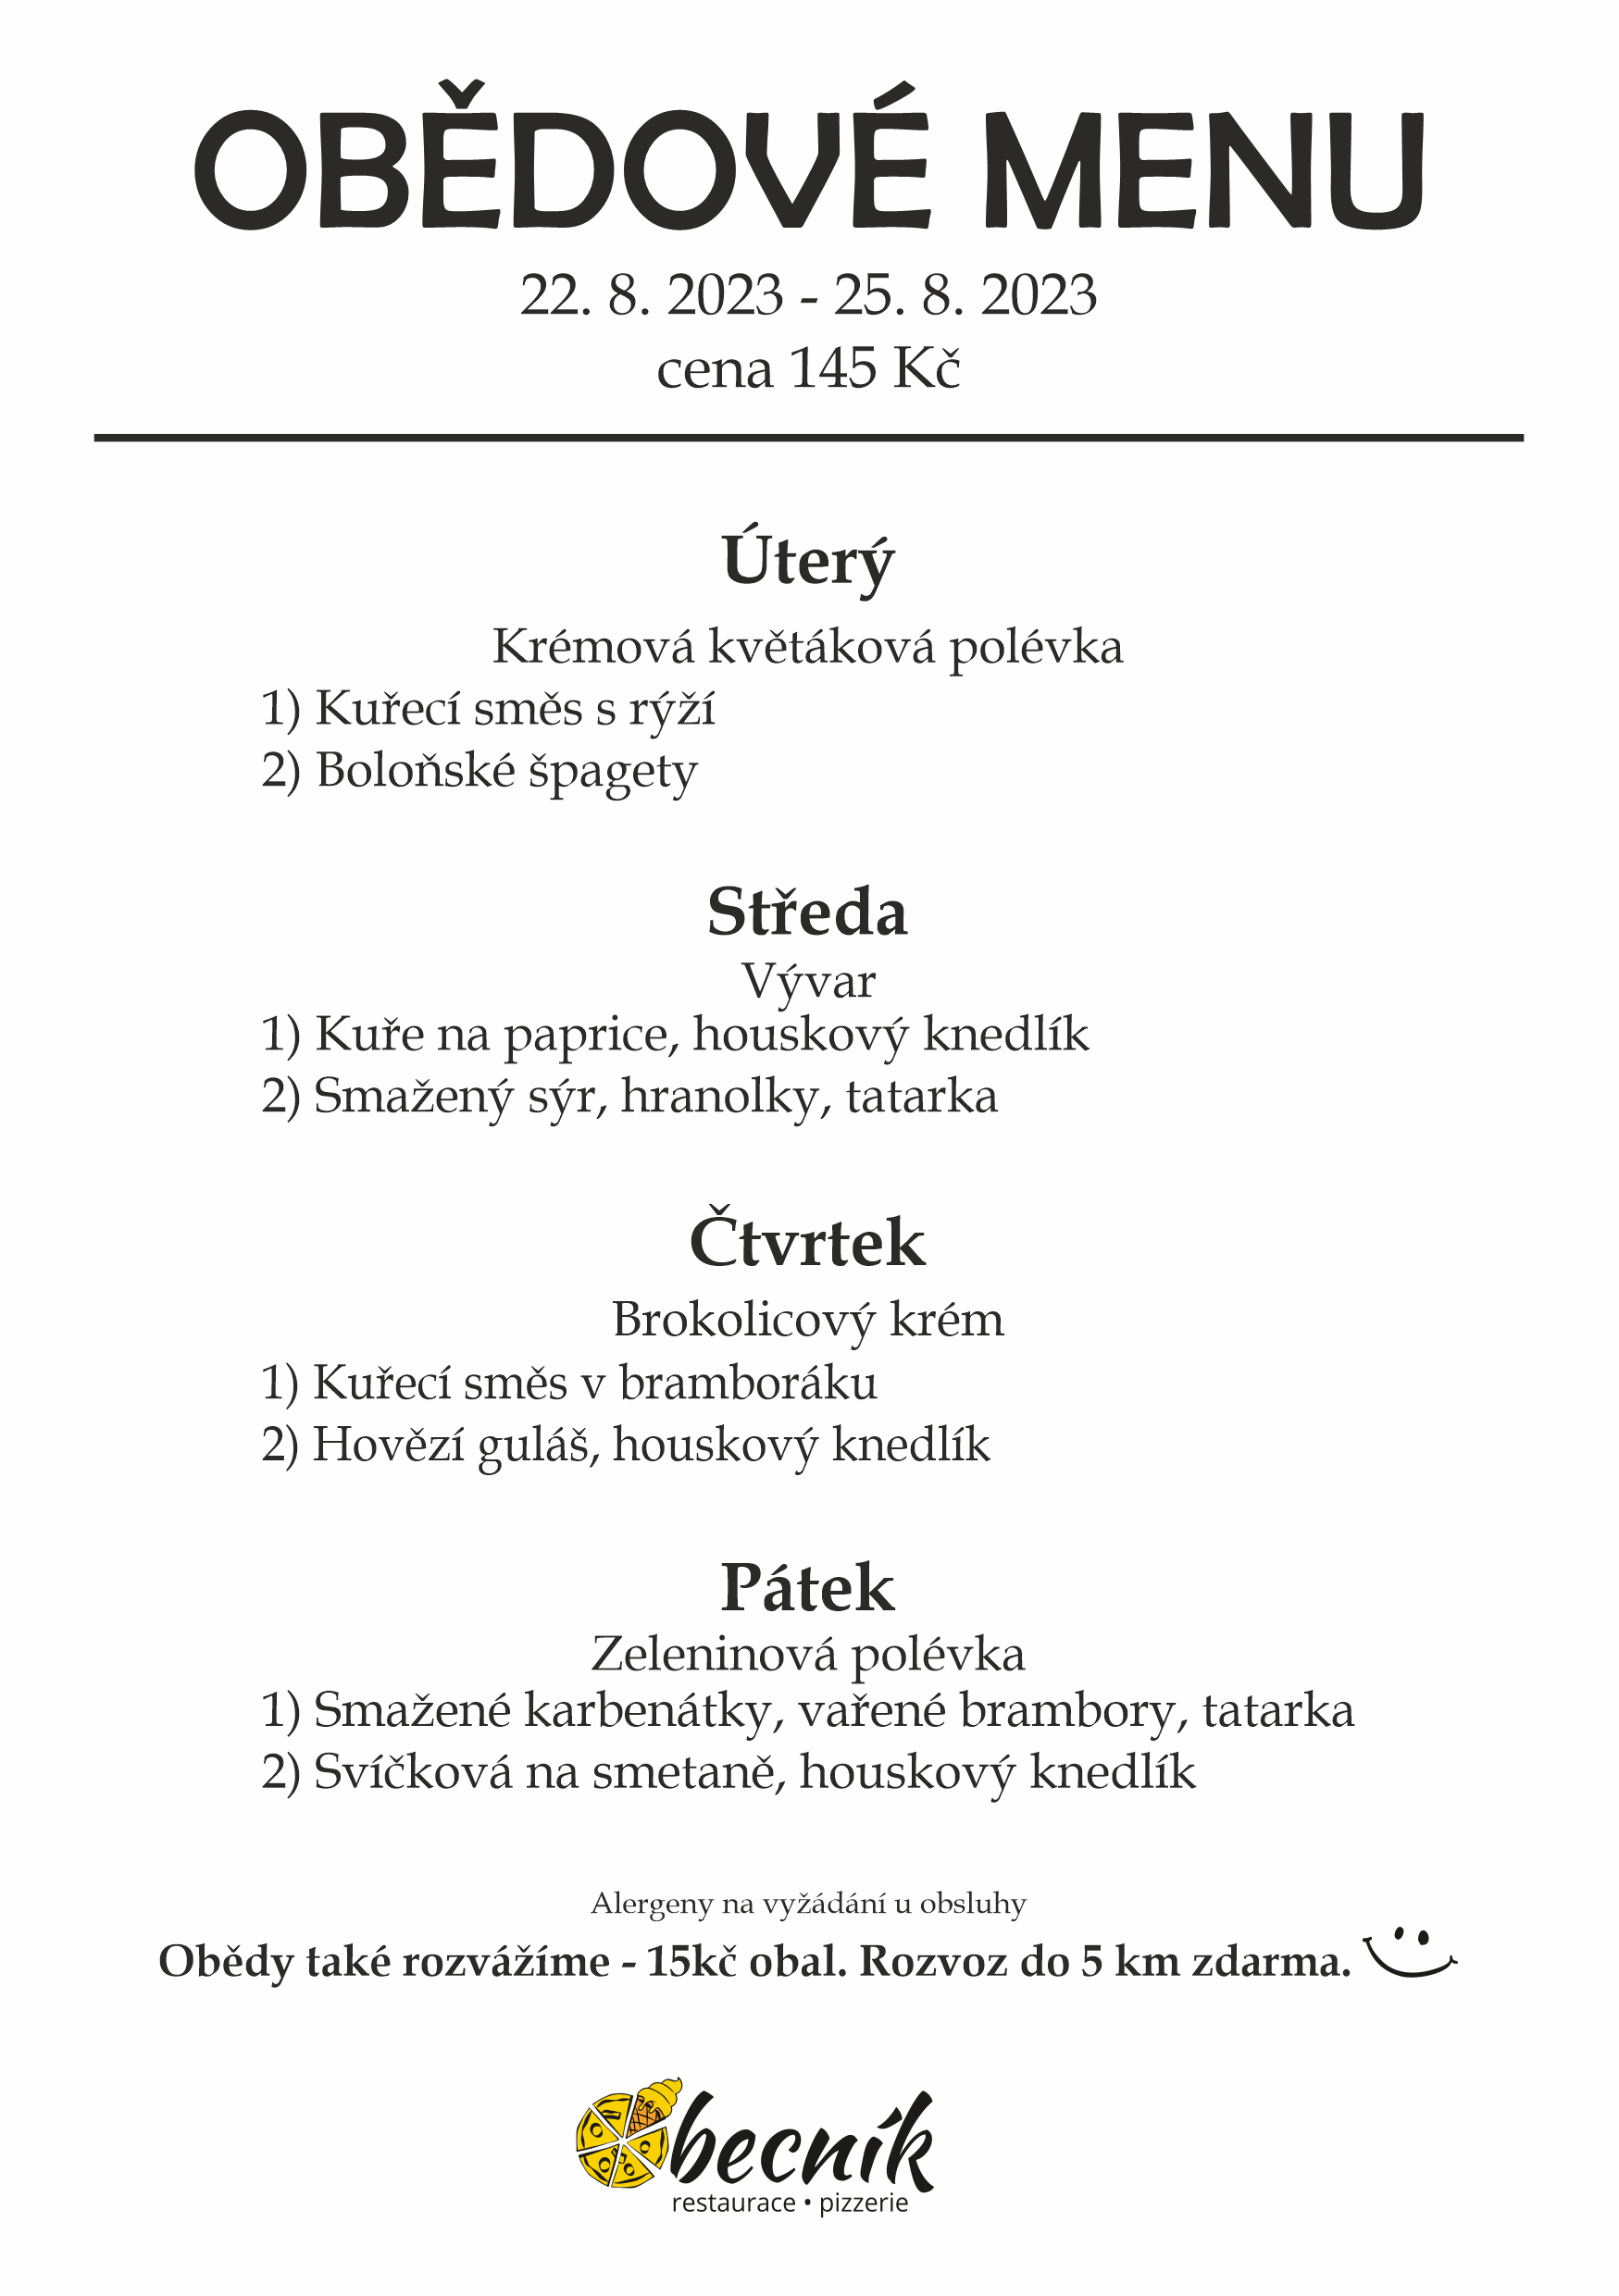 OBĚDOVÉ MENU
22. 8. 2023 - 25. 8. 2023
cena 145 Kč
Úterý
Krémová květáková polévka
1) Kuřecí směs s rýží
2) Boloňské špagety
Středa
Vývar
1) Kuře na paprice, houskový knedlík
2) Smažený sýr, hranolky, tatarka
Čtvrtek
Brokolicový krém
1) Kuřecí směs v bramboráku
2) Hovězí guláš, houskový knedlík
Pátek
Zeleninová polévka
1) Smažené karbenátky, vařené brambory, tatarka
2) Svíčková na smetaně, houskový knedlík
Alergeny na vyžádání u obsluhy
Obědy také rozvážíme - 15kč obal. Rozvoz do 5 km zdarma.
Obecník
restaurace • pizzerie